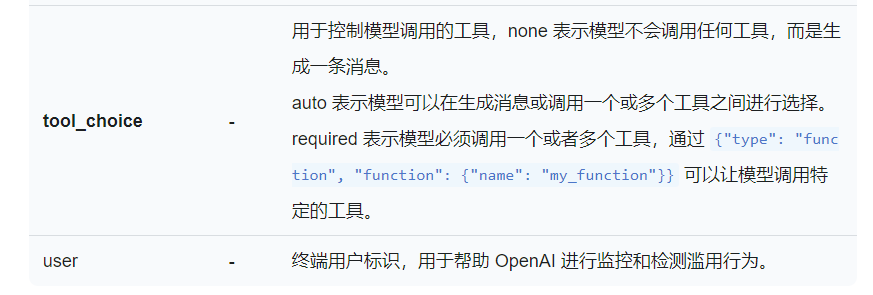 用于控制模型调用的工具，none 表示模型不会调用任何工具，而是生
成一条消息。
auto 表示模型可以在生成消息或调用一个或多个工具之间进行选择。
tool_choice -
required 表示模型必须调用一个或者多个工具，通过 {"type": "func
tion", "function": {"name": "my_function"}} 可以让模型调用特
定的工具。
user - 终端用户标识，用于帮助 OpenAI 进行监控和检测滥用行为。